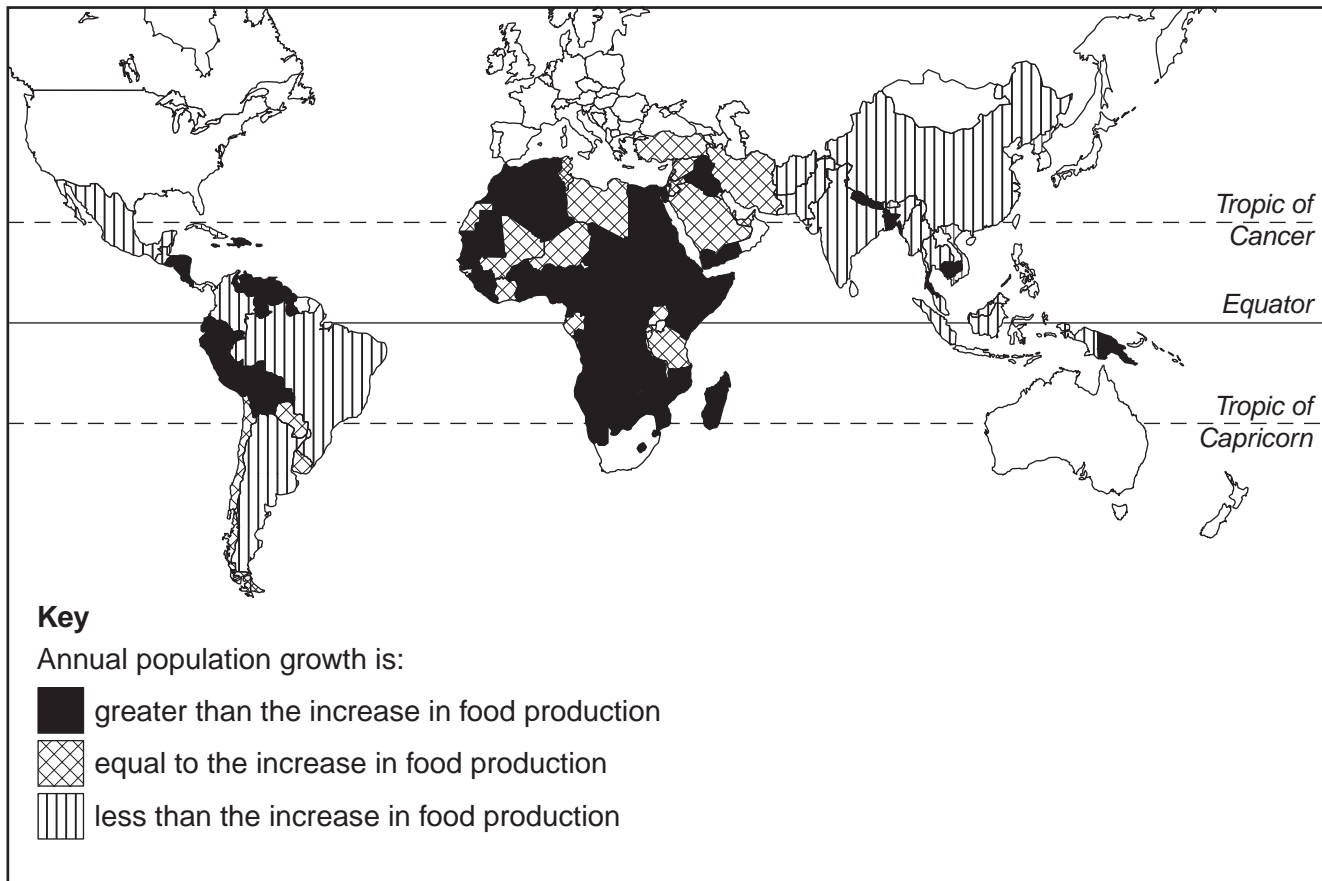 Tropic of
Cancer
Equator
Tropic of
Capricorn
Key
Annual population growth is:
greater than the increase in food production
equal to the increase in food production
less than the increase in food production